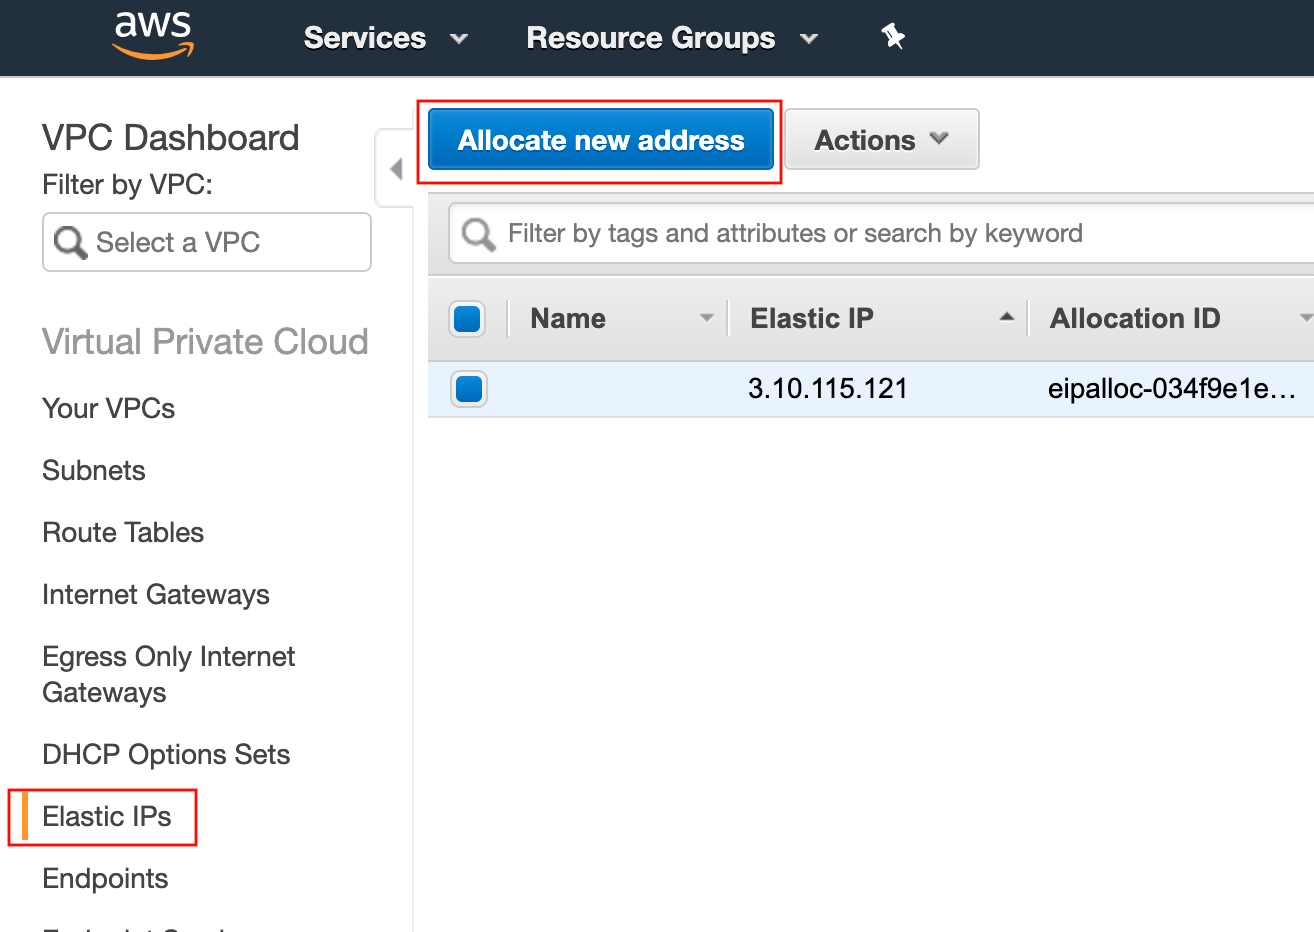 aws Services Resource Groups
VPC Dashboard
Filter by VPC:
Select a VPC
Virtual Private Cloud
Your VPCs
Subnets
Route Tables
Internet Gateways
Egress Only Internet
Gateways
DHCP Options Sets
Elastic IPs
Endpoints
Allocate new address Actions
Filter by tags and attributes or search by keyword
Name Elastic IP Allocation ID
3.10.115.121 eipalloc-034f9e1e...